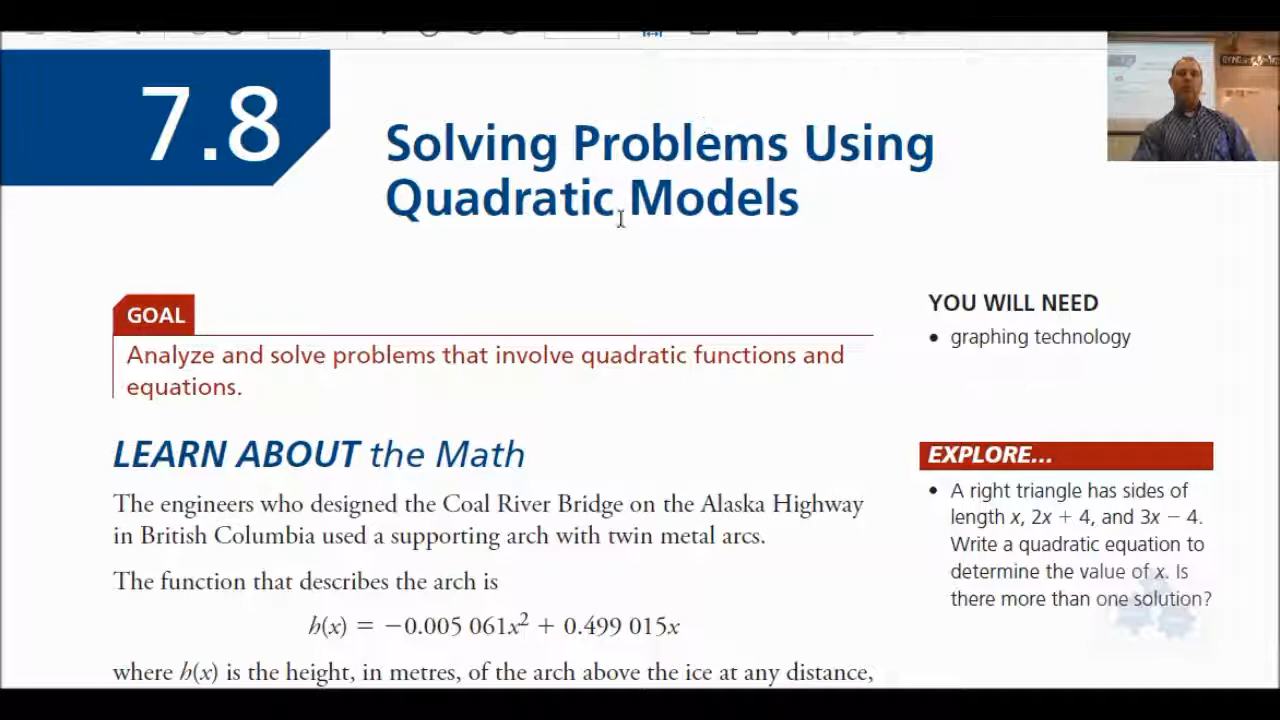 7.8
Solving Problems Using
Quadratic Models
GOAL
Analyze and solve problems that involve quadratic functions and
equations.
YOU WILL NEED
• graphing technology
LEARN ABOUT the Math
The engineers who designed the Coal River Bridge on the Alaska Highway
in British Columbia used a supporting arch with twin metal arcs.
The function that describes the arch is
h(x) = −0.005 061x² + 0.499 015x
where h(x) is the height, in metres, of the arch above the ice at any distance,
EXPLORE...
• A right triangle has sides of
length x, 2x + 4, and 3x − 4.
Write a quadratic equation to
determine the value of x. Is
there more than one solution?